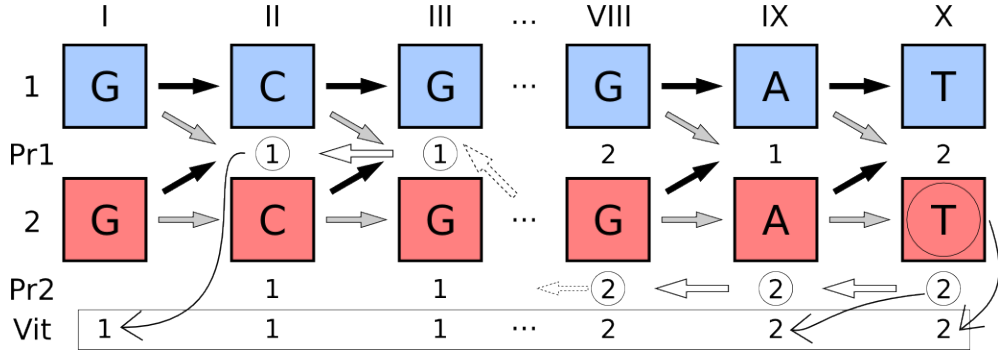 I II III ... VIII IX X
1 G C G ... G A T
Pr1 1 1 2 1 2
2 G C G ... G A T
Pr2 1 1 2 2 2
Vit 1 1 1 ... 2 2 2